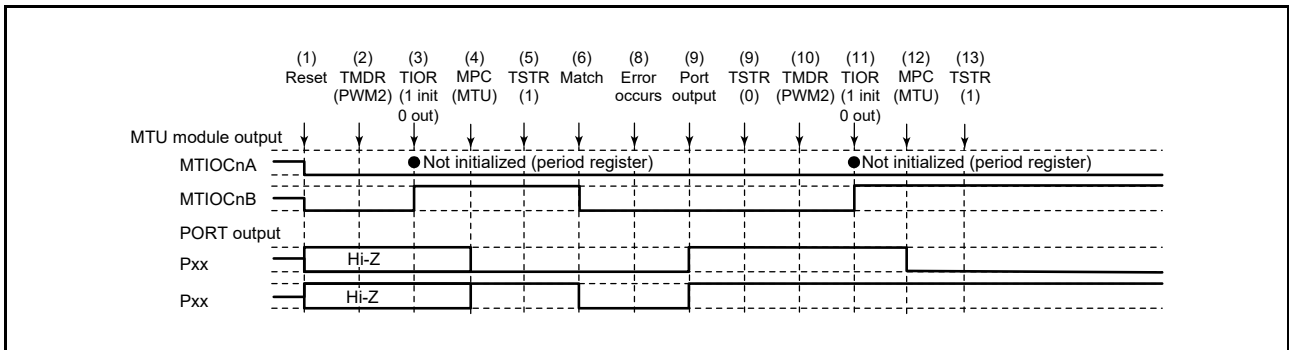 (1) (2) (3) (4) (5) (6) (8) (9) (9) (10) (11) (12) (13)
Reset TMDR TIOR MPC TSTR Match Error Port TSTR TMDR TIOR MPC TSTR
(PWM2) (1 init (MTU) (1) occurs output (0) (PWM2) (1 init (MTU) (1)
0 out) 0 out)
MTU module output
MTIOCnA ●Not initialized (period register) ●Not initialized (period register)
MTIOCnB
PORT output
Pxx Hi-Z
Pxx Hi-Z